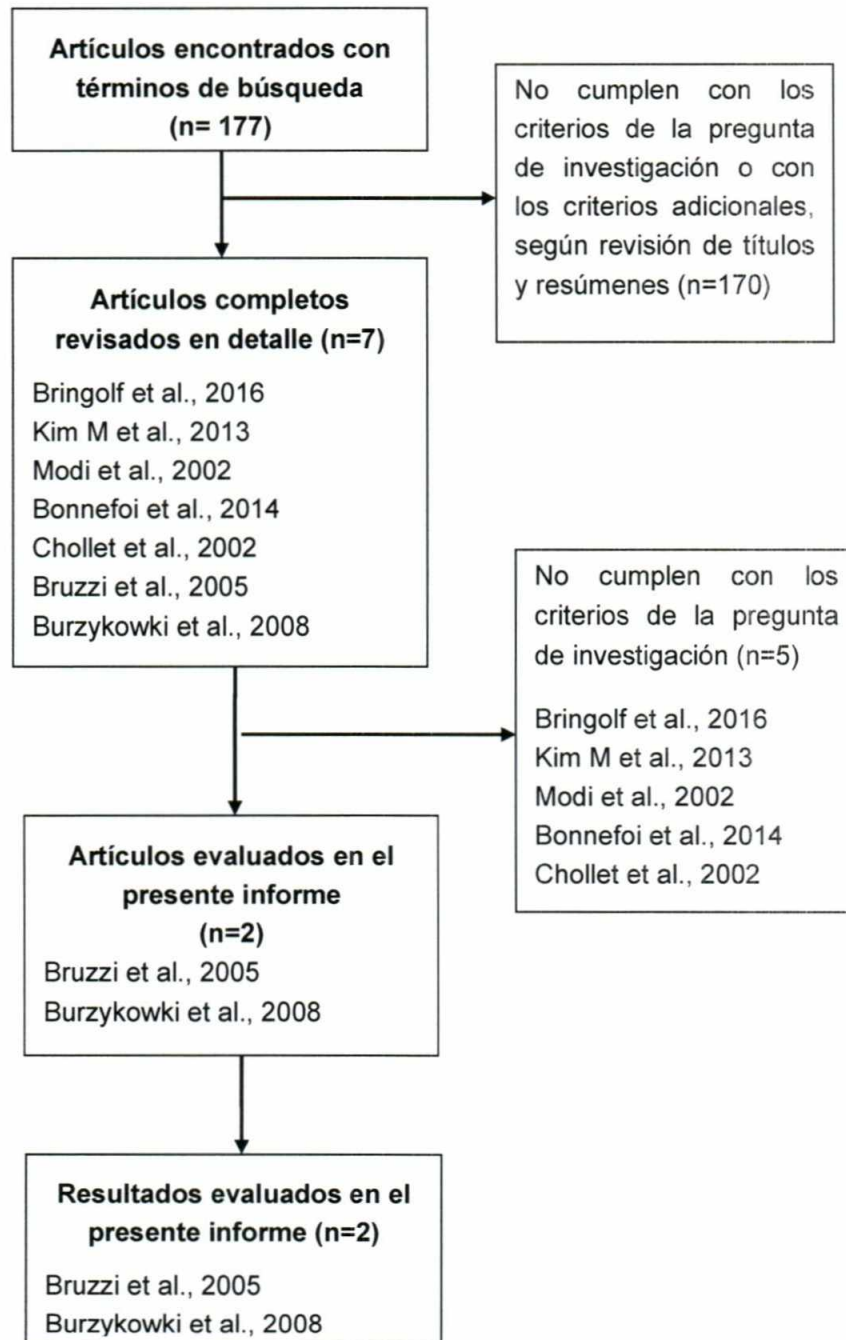 Artículos encontrados con
términos de búsqueda
(n= 177)
No cumplen con los
criterios de la pregunta
de investigación o con
los criterios adicionales,
según revisión de títulos
y resúmenes (n=170)
Artículos completos
revisados en detalle (n=7)
Bringolf et al., 2016
Kim M et al., 2013
Modi et al., 2002
Bonnefoi et al., 2014
Chollet et al., 2002
Bruzzi et al., 2005
Burzykowki et al., 2008
No cumplen con los
criterios de la pregunta
de investigación (n=5)
Bringolf et al., 2016
Kim M et al., 2013
Modi et al., 2002
Bonnefoi et al., 2014
Chollet et al., 2002
Artículos evaluados en el
presente informe
(n=2)
Bruzzi et al., 2005
Burzykowki et al., 2008
Resultados evaluados en el
presente informe (n=2)
Bruzzi et al., 2005
Burzykowki et al., 2008